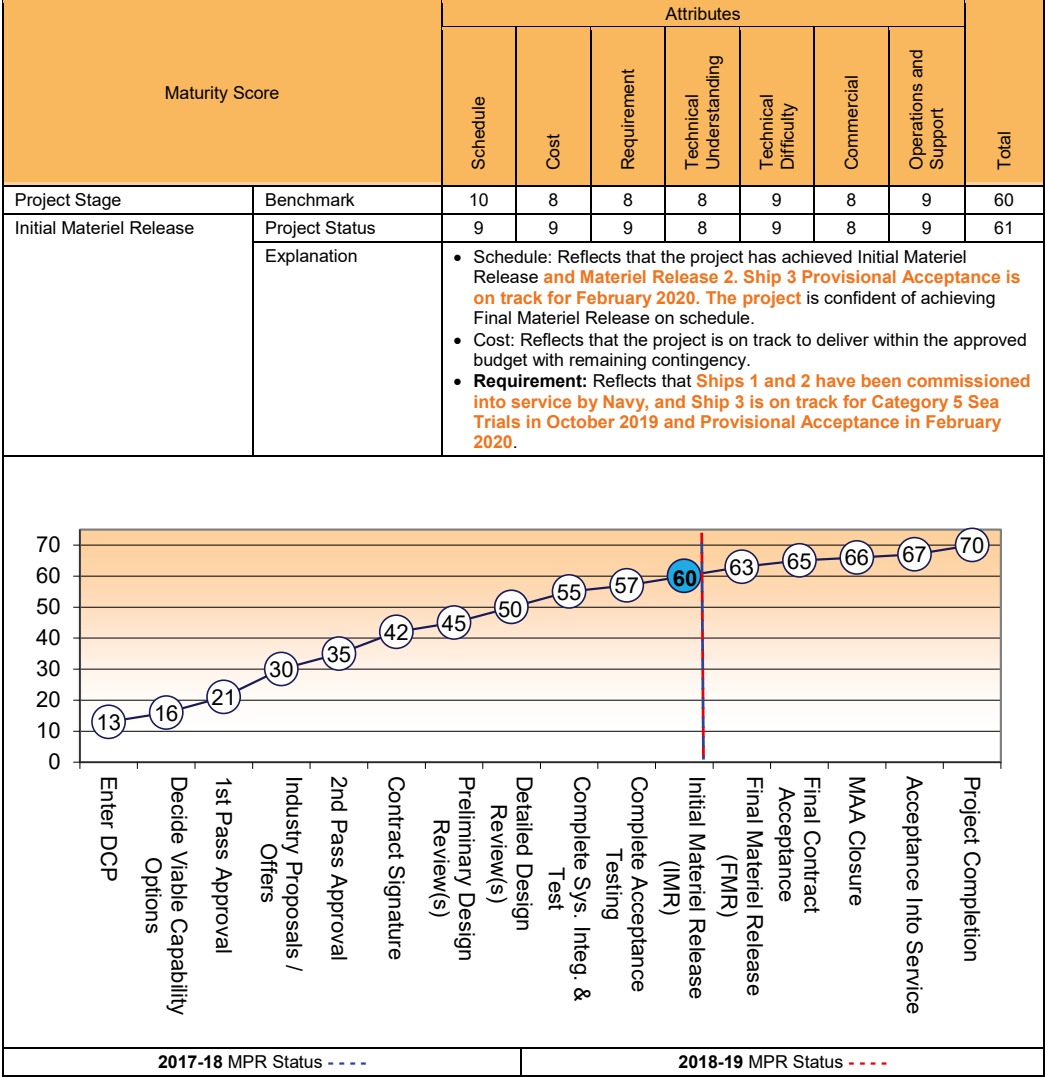 Maturity Score
Attributes
Schedule
Cost
Requirement
Technical
Understanding
Technical
Difficulty
Commercial
Operations and
Support
Total
Project Stage
Benchmark
10
8
8
8
9
8
9
60
Initial Materiel Release
Project Status
9
9
9
8
9
8
9
61
Explanation
• Schedule: Reflects that the project has achieved Initial Materiel
Release and Materiel Release 2. Ship 3 Provisional Acceptance is
on track for February 2020. The project is confident of achieving
Final Materiel Release on schedule.
• Cost: Reflects that the project is on track to deliver within the approved
budget with remaining contingency.
• Requirement: Reflects that Ships 1 and 2 have been commissioned
into service by Navy, and Ship 3 is on track for Category 5 Sea
Trials in October 2019 and Provisional Acceptance in February
2020.
70
60
50
40
30
20
10
0
13
16
21
30
35
42
45
50
55
57
60
63
65
66
67
70
Enter DCP
Decide Viable Capability
Options
1st Pass Approval
Industry Proposals /
Offers
2nd Pass Approval
Contract Signature
Preliminary Design
Review(s)
Detailed Design
Review(s)
Complete Sys. Integ. &
Test
Complete Acceptance
Testing
Initial Materiel Release
(IMR)
Final Materiel Release
(FMR)
Final Contract
Acceptance
MAA Closure
Acceptance Into Service
Project Completion
2017-18 MPR Status - - - -
2018-19 MPR Status - - - -